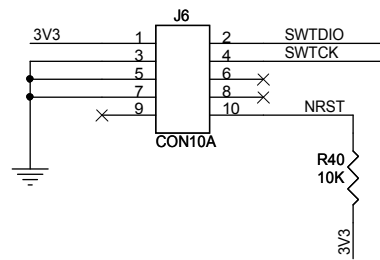 J6
3V3 1 2 SWTDIO
3 4 SWTCK
5 6
7 8
9 10 NRST
CON10A
R40
10K
3V3